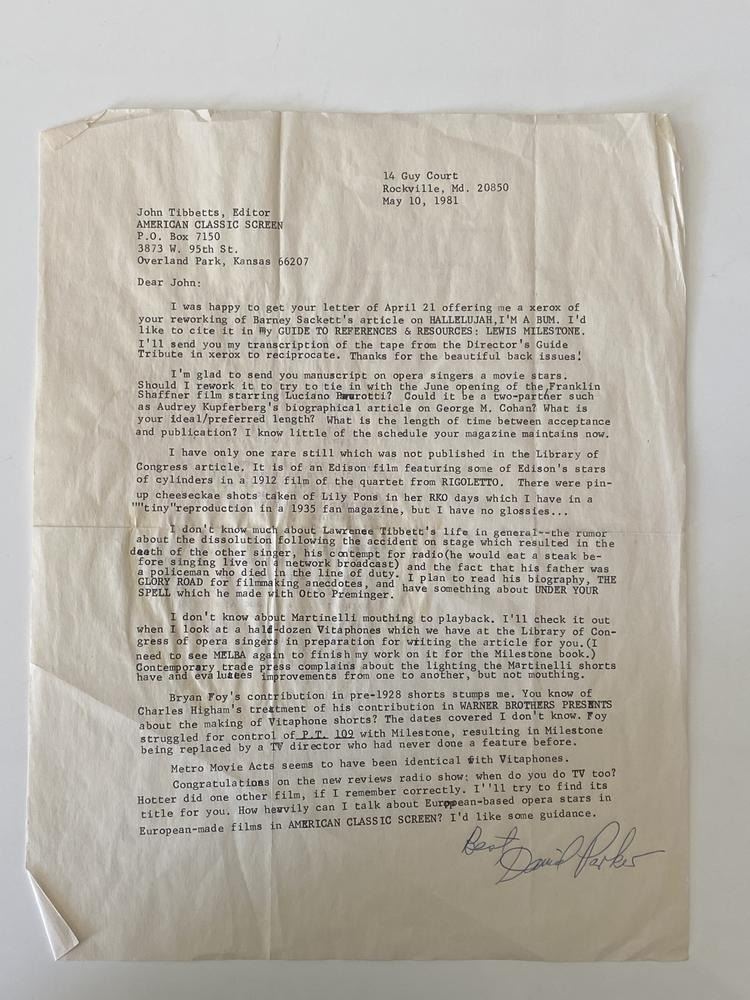 14 Guy Court
Rockville, Md. 20850
May 10, 1981
John Tibbetts, Editor
AMERICAN CLASSIC SCREEN
P.O. Box 7150
3873 W. 95th St.
Overland Park, Kansas 66207
Dear John:
I was happy to get your letter of April 21 offering me a xerox of
your reworking of Barney Sackett's article on HALLELUJAH,I'M A BUM. I'd
like to cite it in my GUIDE TO REFERENCES & RESOURCES: LEWIS MILESTONE.
I'll send you my transcription of the tape from the Director's Guide
Tribute in xerox to reciprocate. Thanks for the beautiful back issues!
I'm glad to send you manuscript on opera singers a movie stars.
Should I rework it to try to tie in with the June opening of the,Franklin
Shaffner film starring Luciano Pavarotti? Could it be a two-partner such
as Audrey Kupferberg's biographical article on George M. Cohan? What is
your ideal/preferred length? What is the length of time between acceptance
and publication? I know little of the schedule your magazine maintains now.
I have only one rare still which was not published in the Library of
Congress article. It is of an Edison film featuring some of Edison's stars
of cylinders in a 1912 film of the quartet from RIGOLETTO. There were pin-
up cheeseckae shots taken of Lily Pons in her RKO days which I have in a
""tiny"reproduction in a 1935 fan magazine, but I have no glossies...
I don't know much about Lawrence Tibbett's life in general--the rumor
about the dissolution following the accident on stage which resulted in the
death of the other singer, his contempt for radio(he would eat a steak be-
fore singing live on a network broadcast) and the fact that his father was
a policeman who died in the line of duty. I plan to read his biography, THE
GLORY ROAD for filmmaking anecdotes, and have something about UNDER YOUR
SPELL which he made with Otto Preminger.
I don't know about Martinelli mouthing to playback. I'll check it out
when I look at a half-dozen Vitaphones which we have at the Library of Con-
gress of opera singers in preparation for writing the article for you.(I
need to see MELBA again to finish my work on it for the Milestone book.)
Contemporary trade press complains about the lighting the Martinelli shorts
have and evaluates improvements from one to another, but not mouthing.
Bryan Foy's contribution in pre-1928 shorts stumps me. You know of
Charles Higham's treatment of his contribution in WARNER BROTHERS PRESENTS
about the making of Vitaphone shorts? The dates covered I don't know. Foy
struggled for control of P.T. 109 with Milestone, resulting in Milestone
being replaced by a TV director who had never done a feature before.
Metro Movie Acts seems to have been identical with Vitaphones.
Congratulations on the new reviews radio show; when do you do TV too?
Hotter did one other film, if I remember correctly. I''ll try to find its
title for you. How heavily can I talk about European-based opera stars in
European-made films in AMERICAN CLASSIC SCREEN? I'd like some guidance.
Best,
David Parker